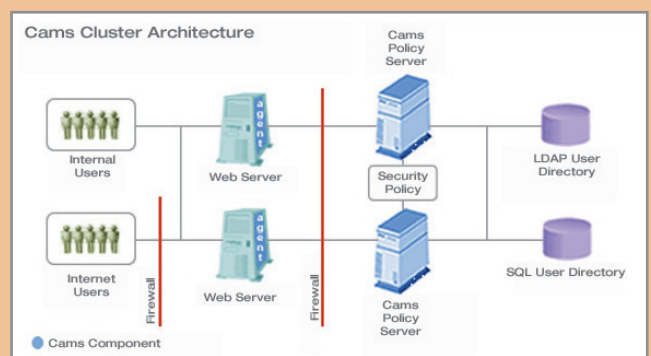 Cams Cluster Architecture
Cams
Policy
Server
agent
Internal
Users
Web Server
Security
Policy
LDAP User
Directory
agent
Internet
Users
Firewall
Web Server
Firewall
Cams
Policy
Server
SQL User Directory
Cams Component